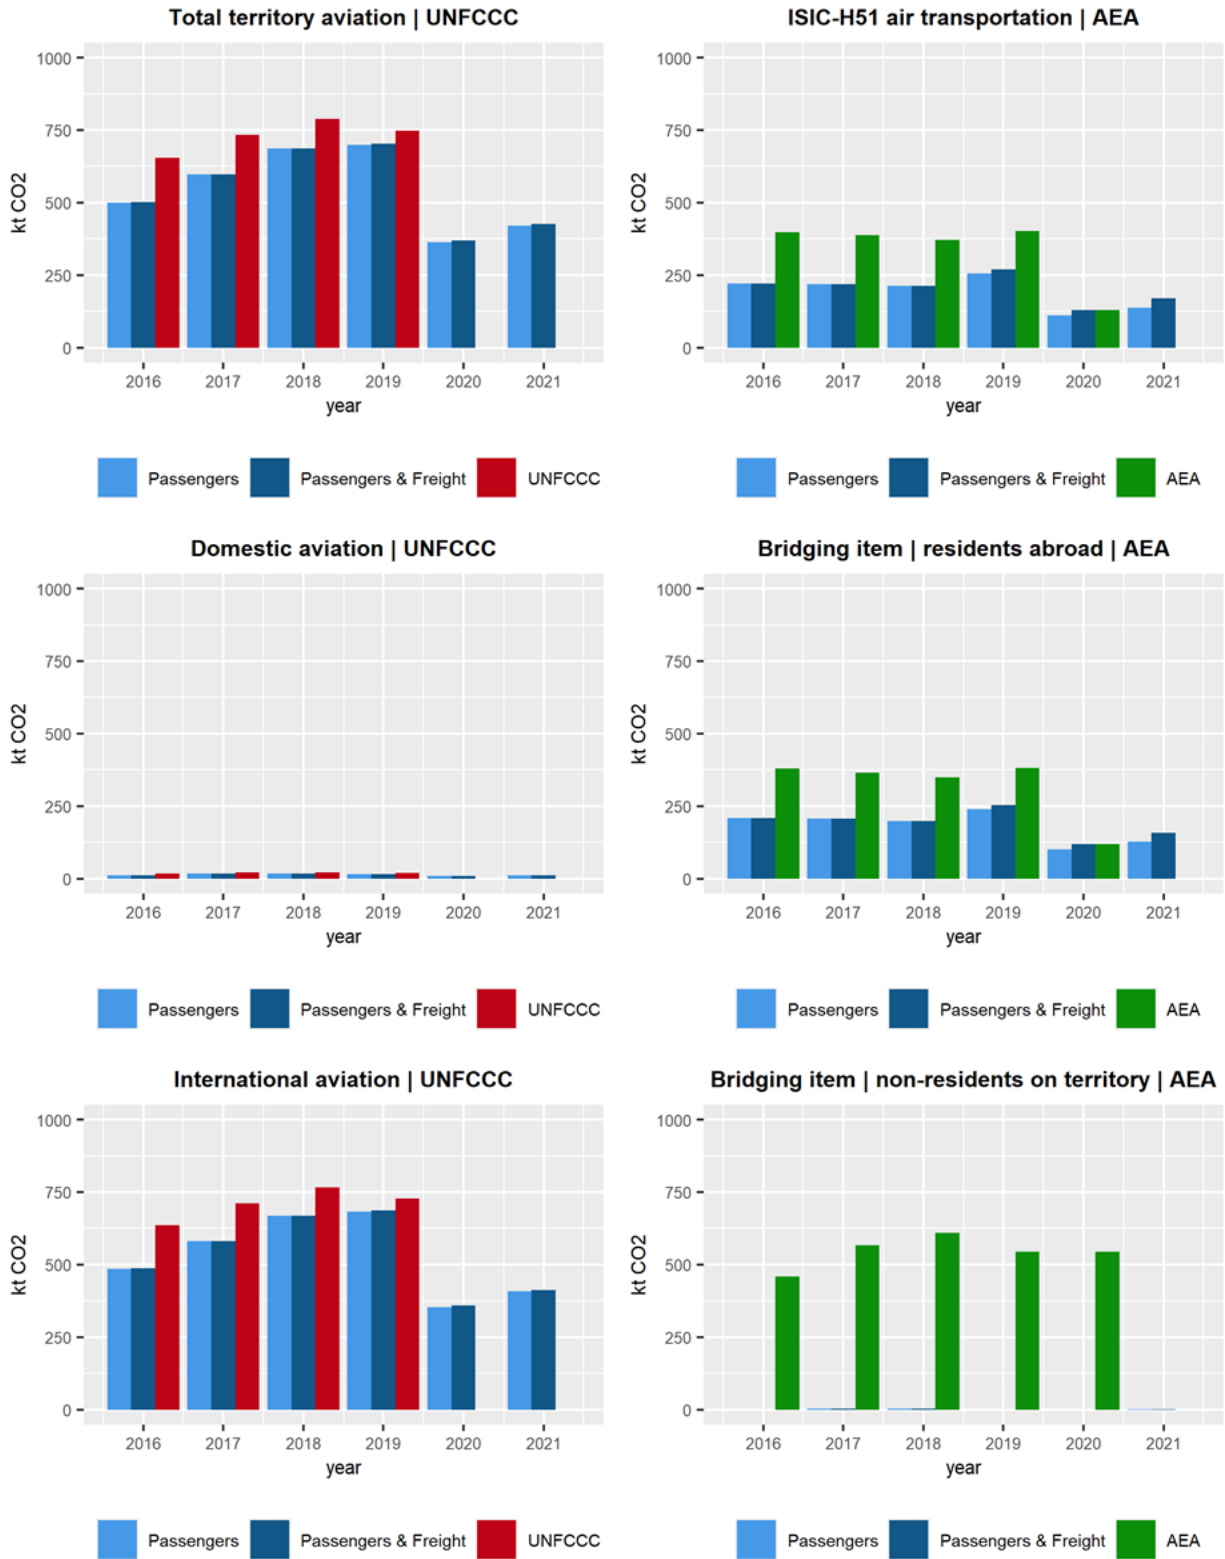 Total territory aviation | UNFCCC
1000
750
500
250
0
kt CO2
2016 2017 2018 2019 2020 2021
year
Passengers Passengers & Freight UNFCCC
ISIC-H51 air transportation | AEA
1000
750
500
250
0
kt CO2
2016 2017 2018 2019 2020 2021
year
Passengers Passengers & Freight AEA
Domestic aviation | UNFCCC
1000
750
500
250
0
kt CO2
2016 2017 2018 2019 2020 2021
year
Passengers Passengers & Freight UNFCCC
Bridging item | residents abroad | AEA
1000
750
500
250
0
kt CO2
2016 2017 2018 2019 2020 2021
year
Passengers Passengers & Freight AEA
International aviation | UNFCCC
1000
750
500
250
0
kt CO2
2016 2017 2018 2019 2020 2021
year
Passengers Passengers & Freight UNFCCC
Bridging item | non-residents on territory | AEA
1000
750
500
250
0
kt CO2
2016 2017 2018 2019 2020 2021
year
Passengers Passengers & Freight AEA